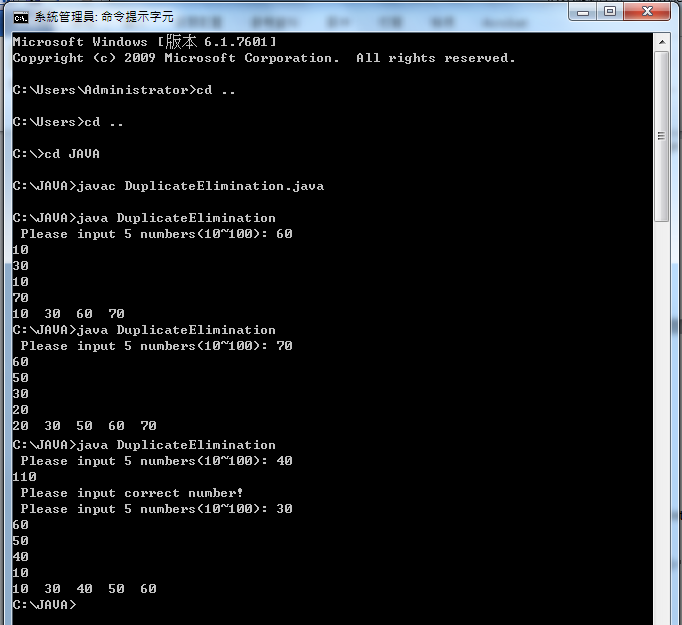 系統管理員: 命令提示字元
Microsoft Windows [版本 6.1.7601]
Copyright (c) 2009 Microsoft Corporation.  All rights reserved.
C:\Users\Administrator>cd ..
C:\Users>cd ..
C:\>cd JAVA
C:\JAVA>javac DuplicateElimination.java
C:\JAVA>java DuplicateElimination
 Please input 5 numbers(10~100): 60
10
30
10
70
10  30  60  70
C:\JAVA>java DuplicateElimination
 Please input 5 numbers(10~100): 70
60
50
30
20
20  30  50  60  70
C:\JAVA>java DuplicateElimination
 Please input 5 numbers(10~100): 40
110
 Please input correct number!
 Please input 5 numbers(10~100): 30
60
50
40
10
10  30  40  50  60
C:\JAVA>